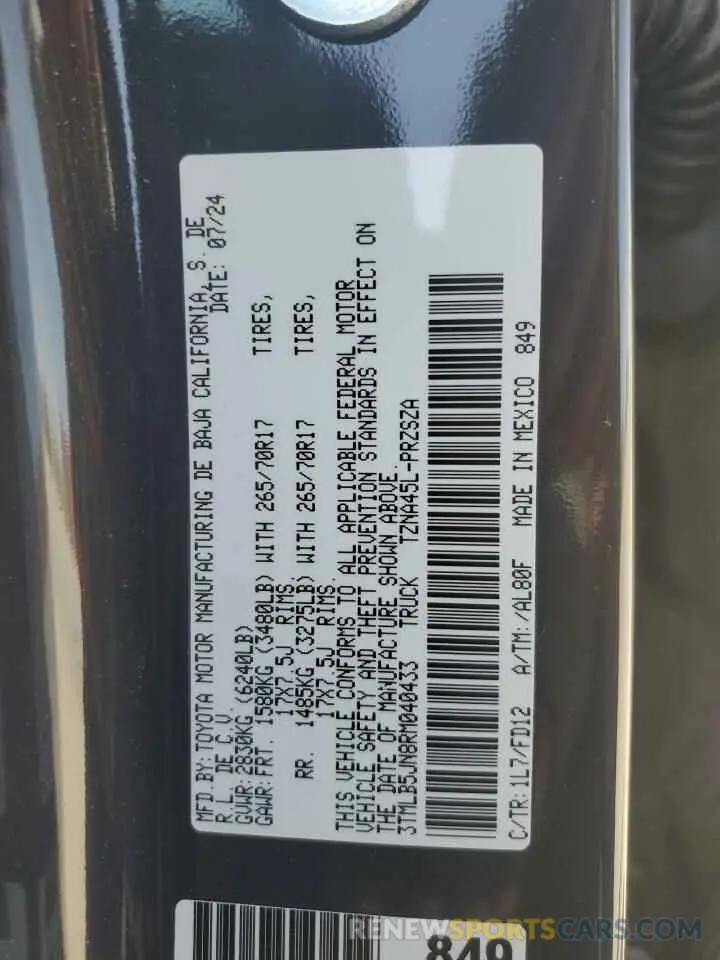 MFD.BY:TOYOTA MOTOR MANUFACTURING DE BAJA CALIFORNIA, S. DE
R.L. DE C.V. DATE: 07/24
GVWR:2830KG (6240LB)
GAWR:FRT. 1580KG (3480LB) WITH 265/70R17 TIRES,
17X7.5J RIMS.
RR. 1485KG (3275LB) WITH 265/70R17 TIRES,
17X7.5J RIMS.
THIS VEHICLE CONFORMS TO ALL APPLICABLE FEDERAL MOTOR
VEHICLE SAFETY AND THEFT PREVENTION STANDARDS IN EFFECT ON
THE DATE OF MANUFACTURE SHOWN ABOVE.
3TMLB5JN8RM040433 TRUCK TZNA45L-PRZSZA
C/TR:1L7/FD12 A/TM:/AL80F MADE IN MEXICO 849
849
RENEWSPORTSCARS.COM